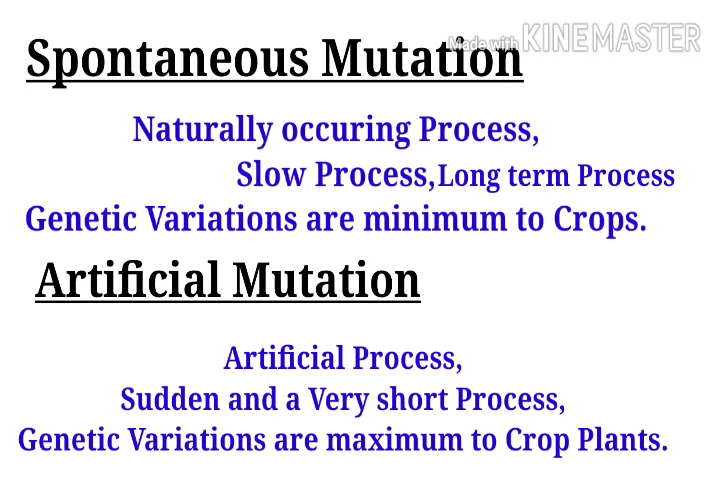 Made with KINEMASTER
Spontaneous Mutation
Naturally occuring Process,
Slow Process,Long term Process
Genetic Variations are minimum to Crops.
Artificial Mutation
Artificial Process,
Sudden and a Very short Process,
Genetic Variations are maximum to Crop Plants.